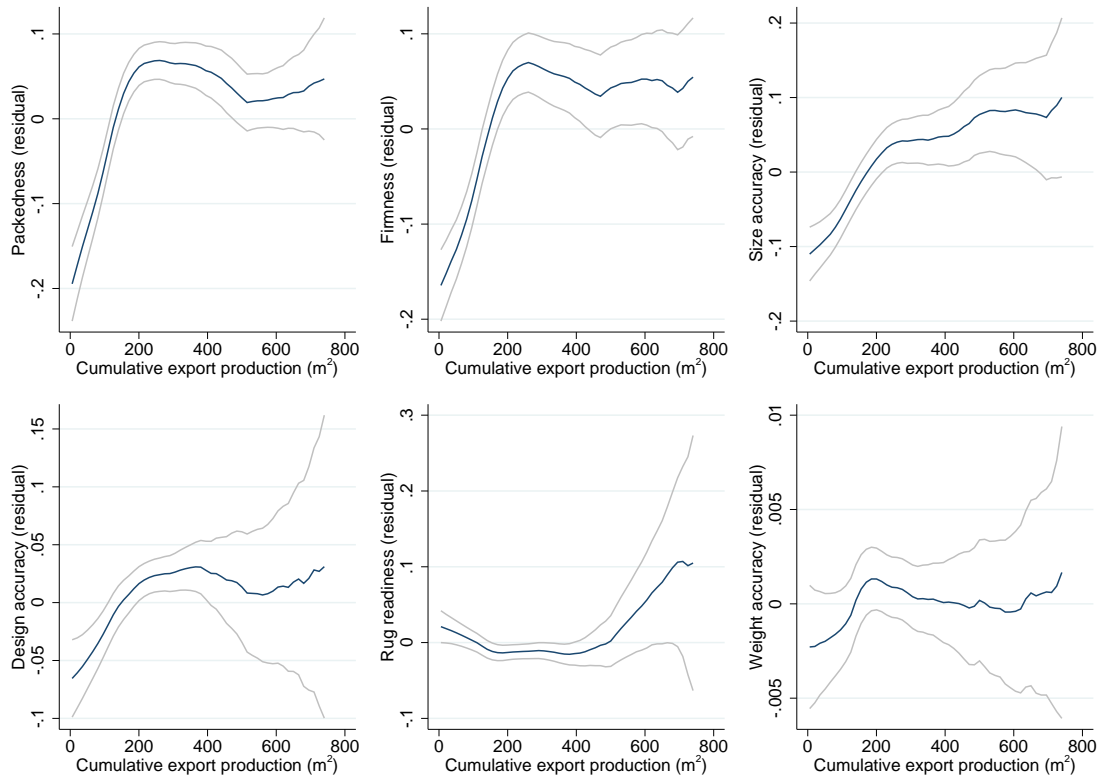 Packedness (residual)
.1
0
-.1
-.2
0 200 400 600 800
Cumulative export production (m²)
Firmness (residual)
.1
0
-.1
-.2
0 200 400 600 800
Cumulative export production (m²)
Size accuracy (residual)
.2
.1
0
-.1
-.2
0 200 400 600 800
Cumulative export production (m²)
Design accuracy (residual)
.15
.1
.05
0
-.05
-.1
0 200 400 600 800
Cumulative export production (m²)
Rug readiness (residual)
.3
.2
.1
0
-.1
0 200 400 600 800
Cumulative export production (m²)
Weight accuracy (residual)
.01
.005
0
-.005
0 200 400 600 800
Cumulative export production (m²)